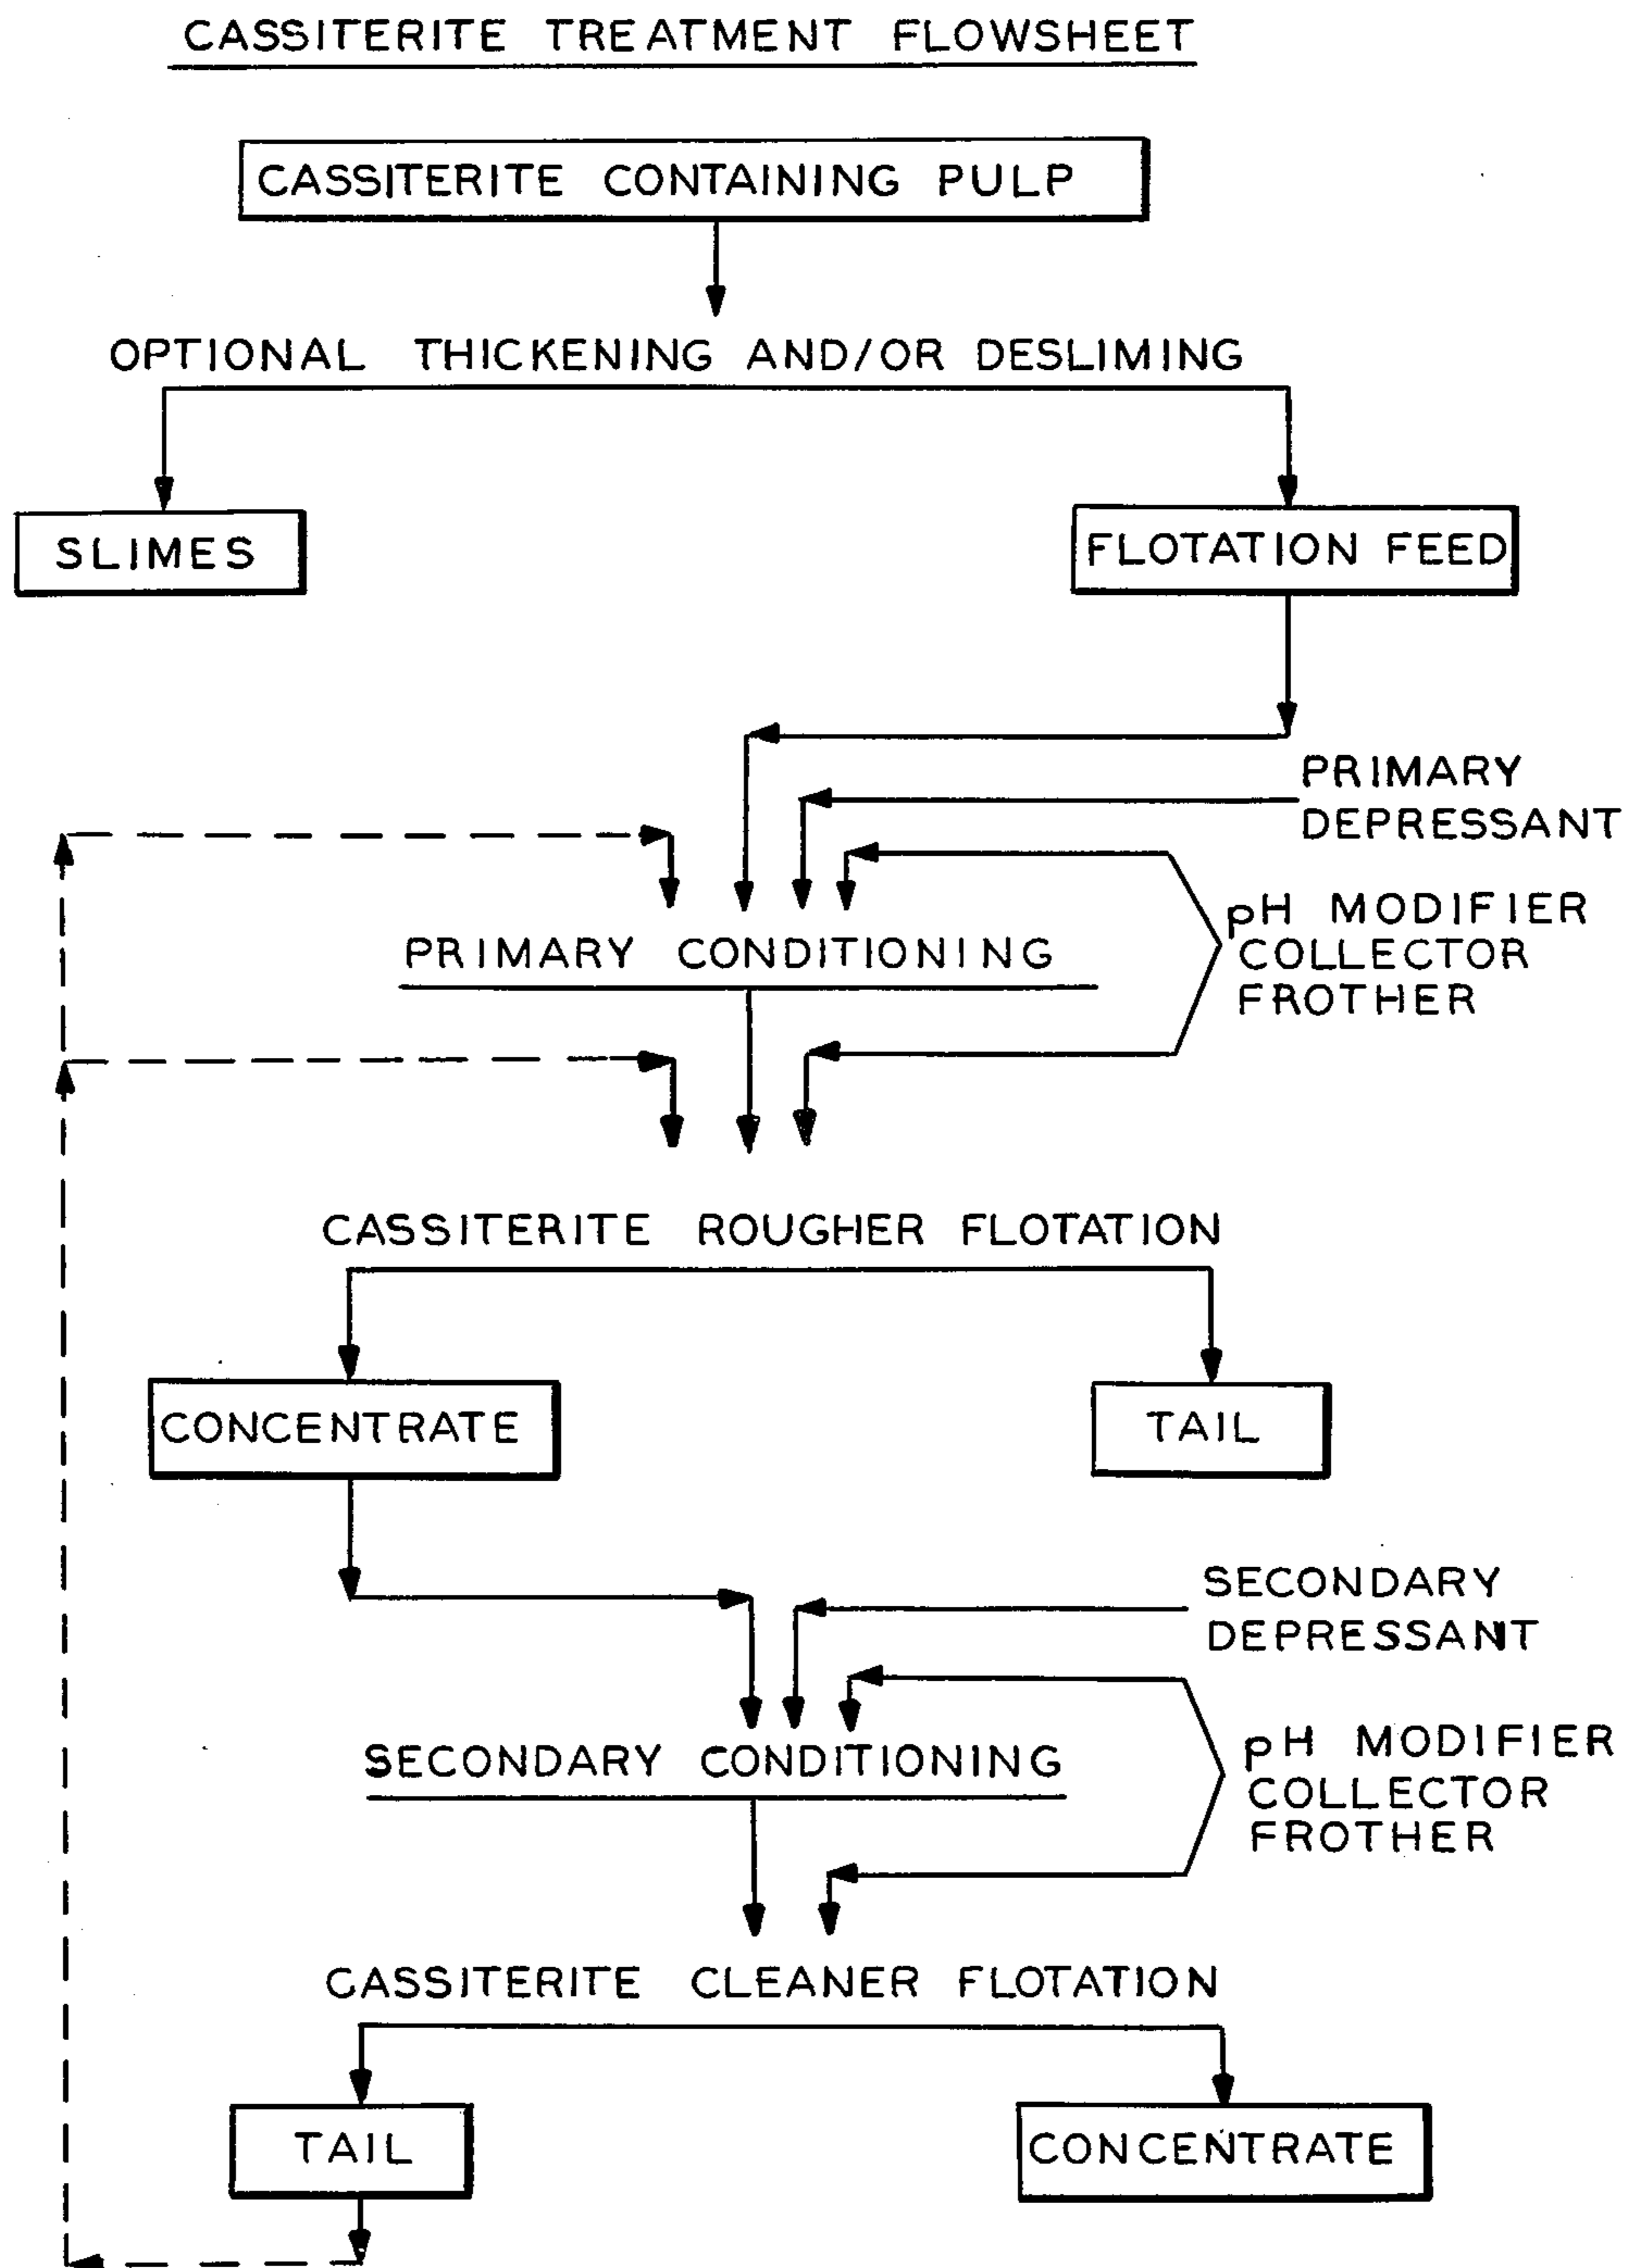 CASSITERITE TREATMENT FLOWSHEET
CASSITERITE CONTAINING PULP
OPTIONAL THICKENING AND/OR DESLIMING
SLIMES
FLOTATION FEED
PRIMARY
DEPRESSANT
pH MODIFIER
COLLECTOR
FROTHER
PRIMARY CONDITIONING
CASSITERITE ROUGHER FLOTATION
CONCENTRATE
TAIL
SECONDARY
DEPRESSANT
pH MODIFIER
COLLECTOR
FROTHER
SECONDARY CONDITIONING
CASSITERITE CLEANER FLOTATION
TAIL
CONCENTRATE